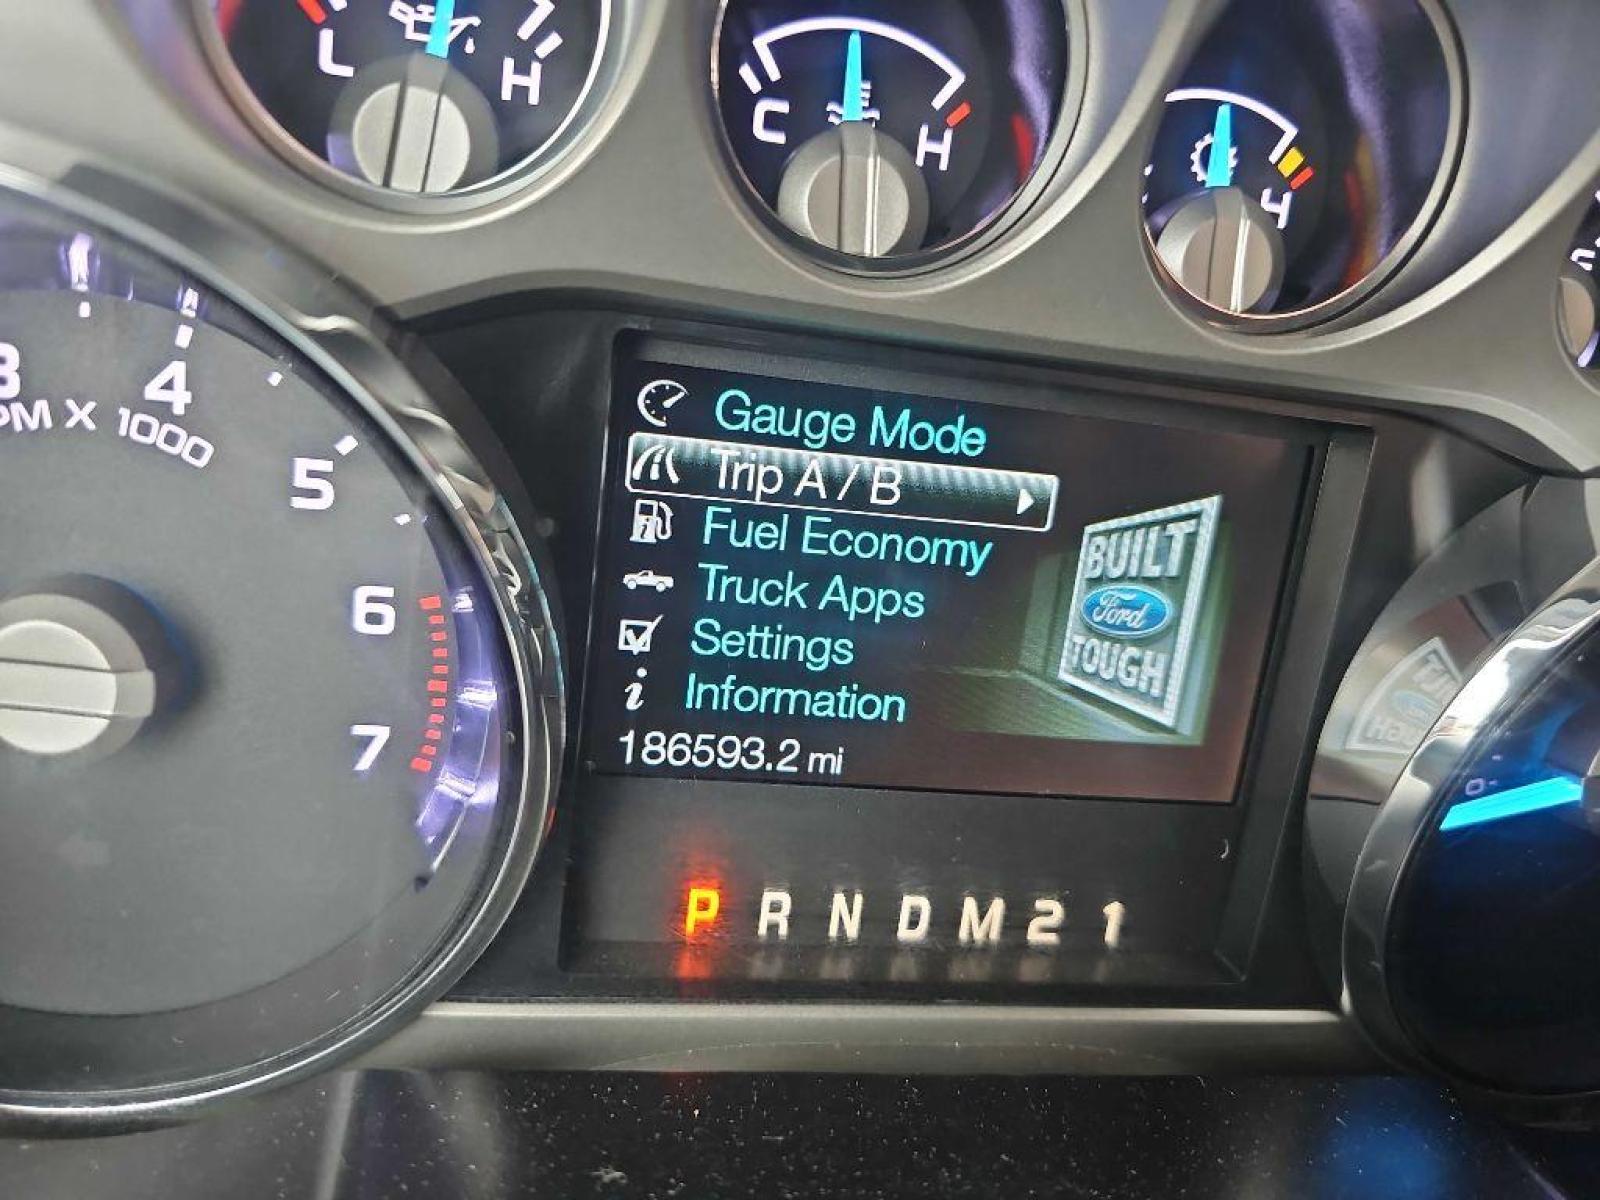 L H
C H
H
3 4 5 6 7
X 1000
Gauge Mode
Trip A / B
Fuel Economy
Truck Apps
Settings
Information
186593.2 mi
BUILT
Ford
TOUGH
P R N D M 2 1